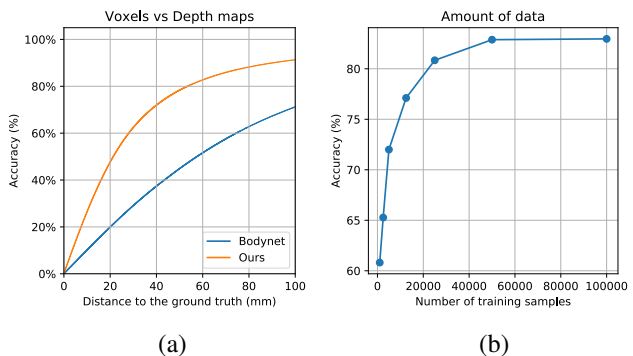 Voxels vs Depth maps
100%
80%
60%
40%
20%
0%
Accuracy (%)
0 20 40 60 80 100
Distance to the ground truth (mm)
Bodynet
Ours
(a)
Amount of data
80
75
70
65
60
Accuracy (%)
0 20000 40000 60000 80000 100000
Number of training samples
(b)